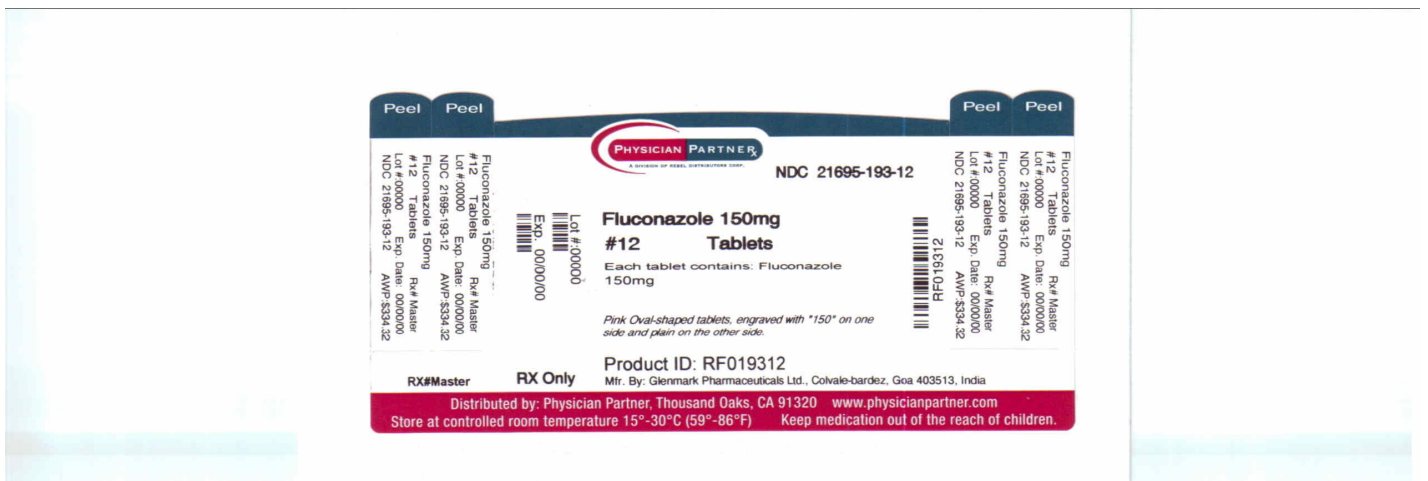 Peel
Peel
Fluconazole 150mg
#12 Tablets Rx# Master
Lot #:00000 Exp. Date: 00/00/00
NDC 21695-193-12 AWP:$334.32
Fluconazole 150mg
#12 Tablets Rx# Master
Lot #:00000 Exp. Date: 00/00/00
NDC 21695-193-12 AWP:$334.32
RX#Master
PHYSICIAN PARTNERx
A DIVISION OF REBEL DISTRIBUTORS CORP.
NDC 21695-193-12
Lot #:00000
Exp. 00/00/00
Fluconazole 150mg
#12 Tablets
Each tablet contains: Fluconazole
150mg
Pink Oval-shaped tablets, engraved with "150" on one
side and plain on the other side.
Product ID: RF019312
RX Only
Mfr. By: Glenmark Pharmaceuticals Ltd., Colvale-bardez, Goa 403513, India
RF019312
Peel
Peel
Fluconazole 150mg
#12 Tablets Rx# Master
Lot #:00000 Exp. Date: 00/00/00
NDC 21695-193-12 AWP:$334.32
Fluconazole 150mg
#12 Tablets Rx# Master
Lot #:00000 Exp. Date: 00/00/00
NDC 21695-193-12 AWP:$334.32
Distributed by: Physician Partner, Thousand Oaks, CA 91320 www.physicianpartner.com
Store at controlled room temperature 15°-30°C (59°-86°F) Keep medication out of the reach of children.